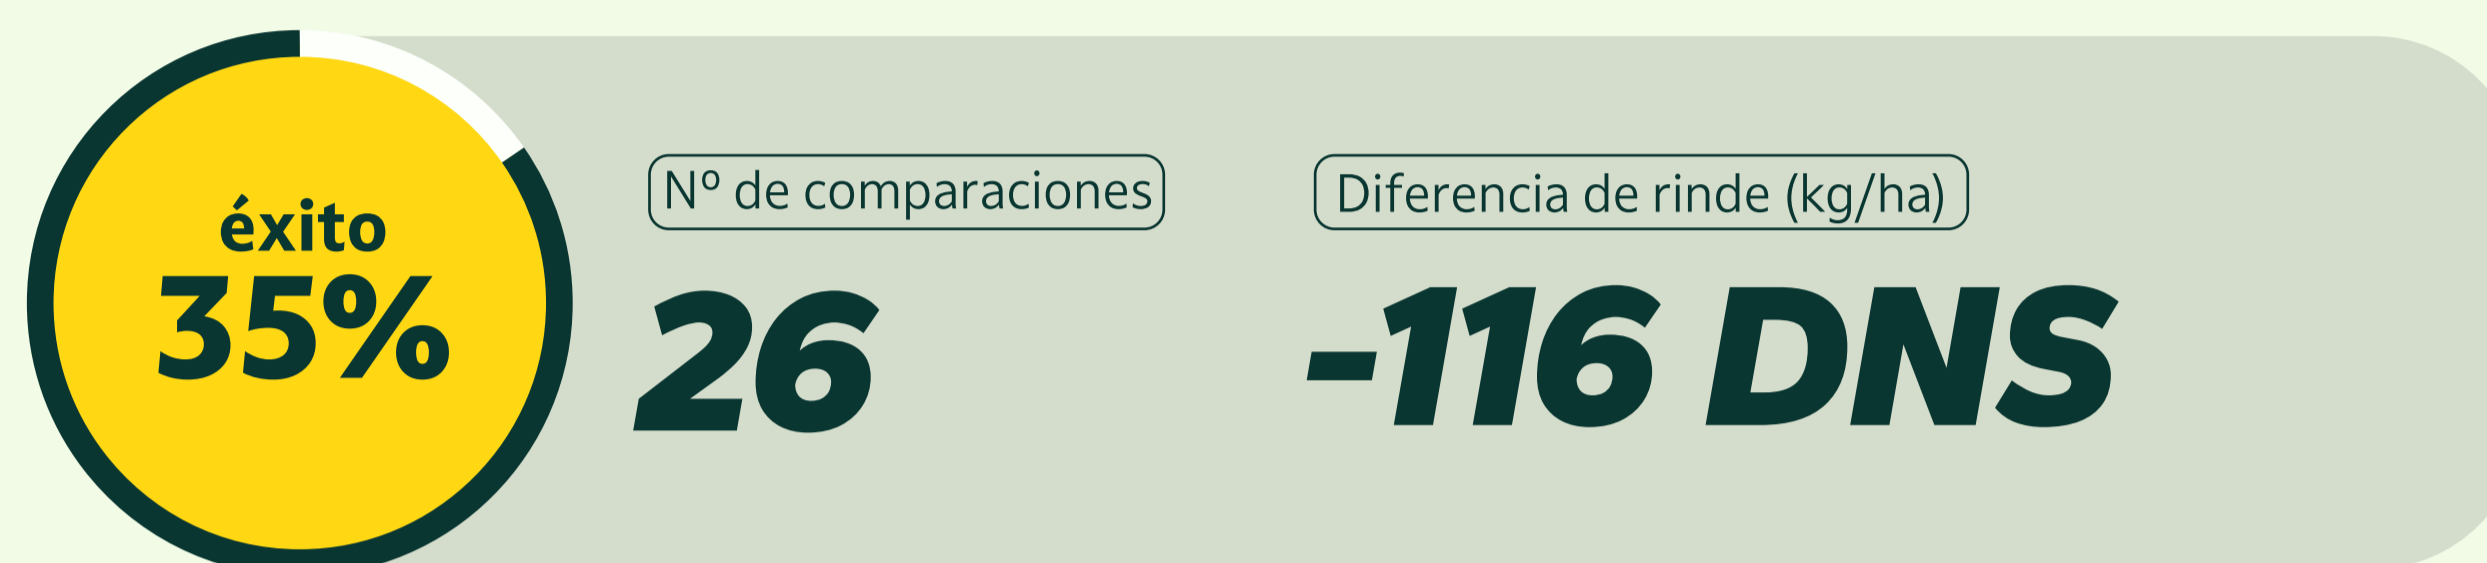 éxito
35%
Nº de comparaciones
26
Diferencia de rinde (kg/ha)
-116 DNS